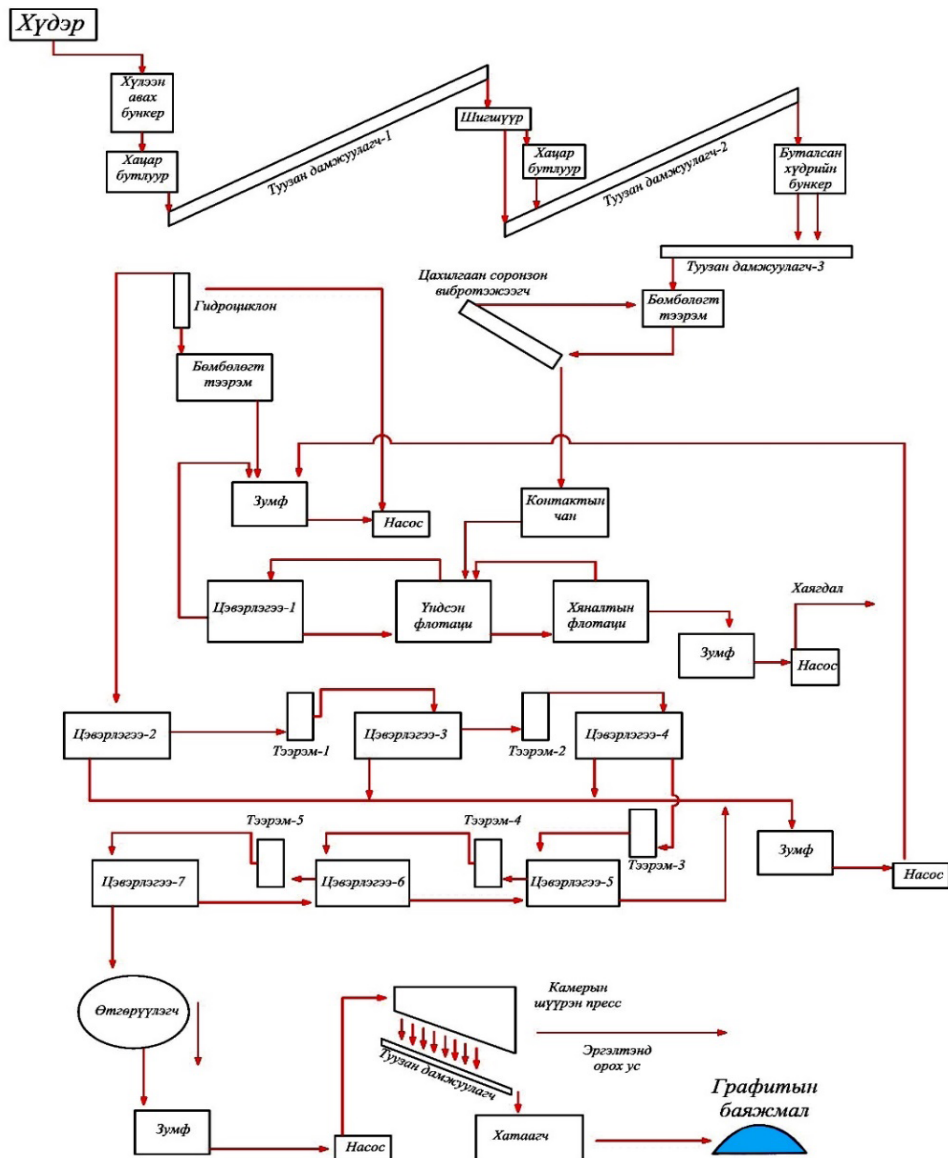 Хүдэр
Хүлээн
авах
бункер
Хацар
бутлуур
Туузан дамжуулагч-1
Шигшүүр
Хацар
бутлуур
Туузан дамжуулагч-2
Буталсан
хүдрийн
бункер
Туузан дамжуулагч-3
Цахилгаан соронзон
вибротэжээгч
Бөмбөлөгт
тээрэм
Гидроциклон
Бөмбөлөгт
тээрэм
Зумф
Насос
Контактын
чан
Цэвэрлэгээ-1
Үндсэн
флотаци
Хяналтын
флотаци
Хаягдал
Зумф
Насос
Цэвэрлэгээ-2
Тээрэм-1
Цэвэрлэгээ-3
Тээрэм-2
Цэвэрлэгээ-4
Тээрэм-5
Тээрэм-4
Тээрэм-3
Зумф
Насос
Цэвэрлэгээ-7
Цэвэрлэгээ-6
Цэвэрлэгээ-5
Өтгөрүүлэгч
Камерын
шүүрэн пресс
Туузан дамжуулагч
Эргэлтэнд
орох ус
Зумф
Насос
Хатаагч
Графитын
баяжмал